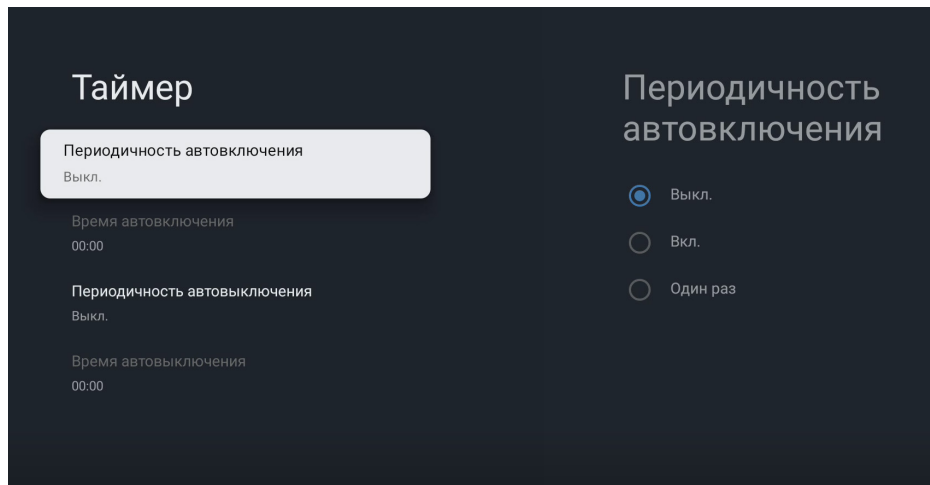 Таймер
Периодичность автовключения
Выкл.
Время автовключения
00:00
Периодичность автовыключения
Выкл.
Время автовыключения
00:00
Периодичность
автовключения
Выкл.
Вкл.
Один раз